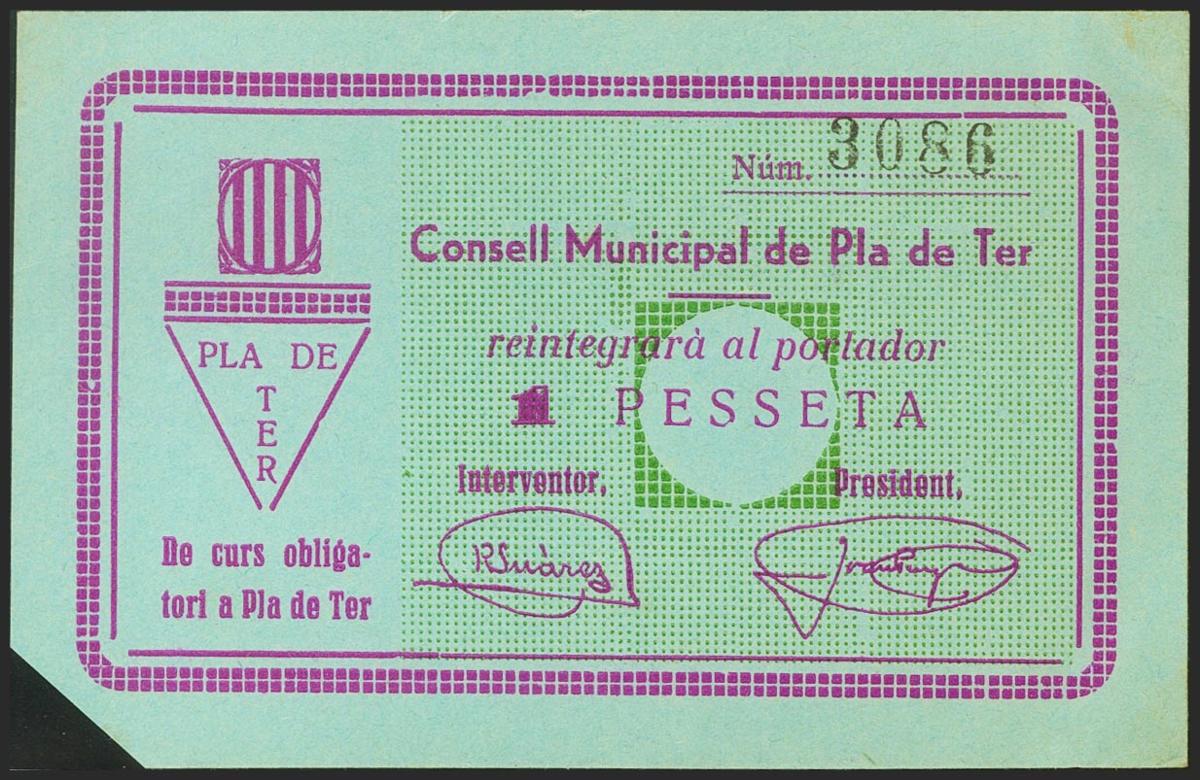 Núm. 3086
Consell Municipal de Pla de Ter
reintegrarà al portador
1 PESSETA
Interventor,
President,
R Suàrez
PLA DE
T
E
R
De curs obliga-
tori a Pla de Ter